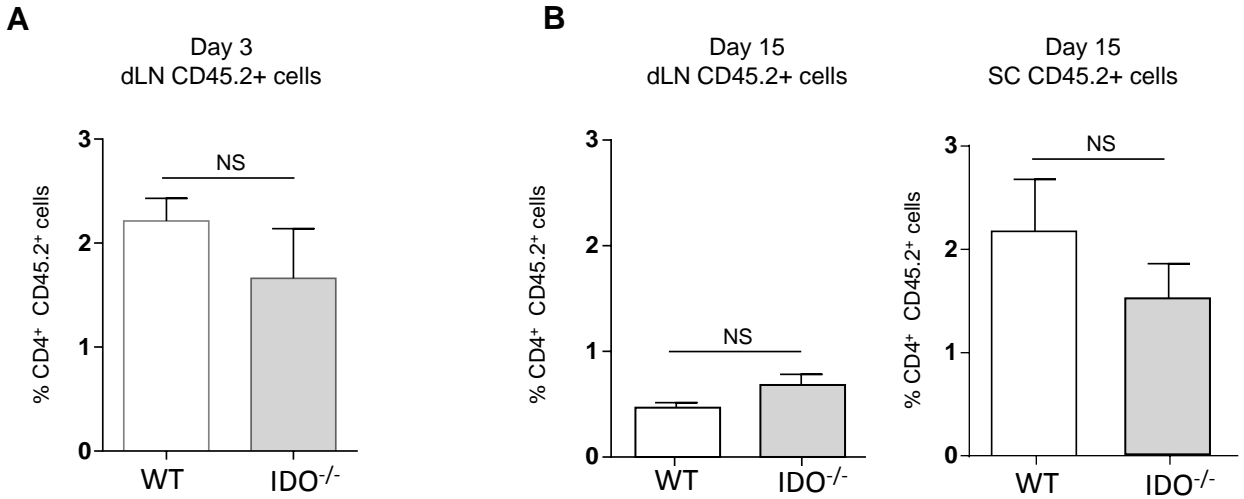 A
Day 3
dLN CD45.2+ cells
% CD4⁺ CD45.2⁺ cells
3
2
1
0
NS
WT
IDO⁻/⁻
B
Day 15
dLN CD45.2+ cells
% CD4⁺ CD45.2⁺ cells
3
2
1
0
NS
WT
IDO⁻/⁻
Day 15
SC CD45.2+ cells
% CD4⁺ CD45.2⁺ cells
3
2
1
0
NS
WT
IDO⁻/⁻